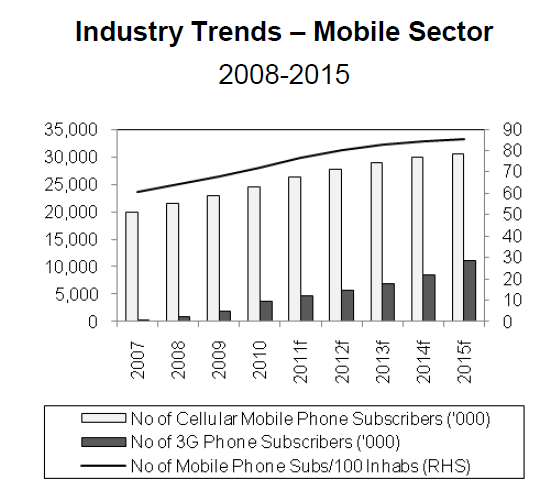 Industry Trends – Mobile Sector
2008-2015
35,000
30,000
25,000
20,000
15,000
10,000
5,000
0
90
80
70
60
50
40
30
20
10
0
2007
2008
2009
2010
2011f
2012f
2013f
2014f
2015f
No of Cellular Mobile Phone Subscribers ('000)
No of 3G Phone Subscribers ('000)
No of Mobile Phone Subs/100 Inhabs (RHS)